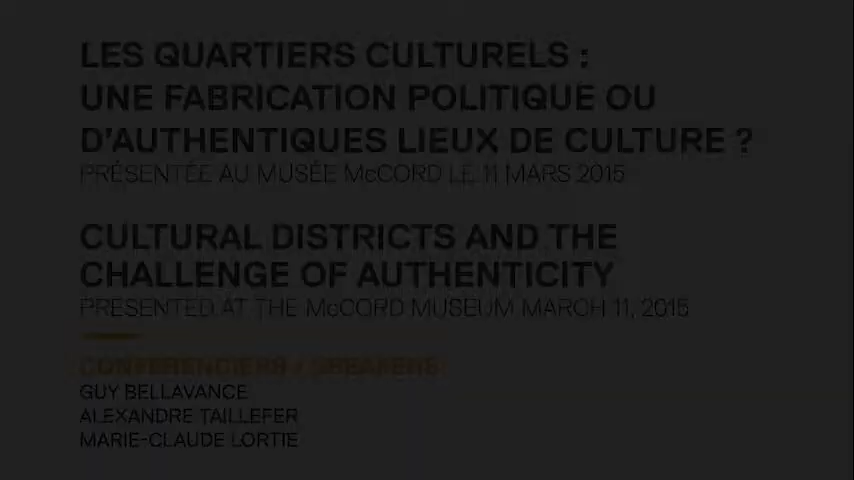 LES QUARTIERS CULTURELS :
UNE FABRICATION POLITIQUE OU
D'AUTHENTIQUES LIEUX DE CULTURE ?
PRÉSENTÉE AU MUSÉE McCORD LE 11 MARS 2015
CULTURAL DISTRICTS AND THE
CHALLENGE OF AUTHENTICITY
PRESENTED AT THE McCORD MUSEUM MARCH 11, 2015
CONFÉRENCIERS / SPEAKERS
GUY BELLAVANCE
ALEXANDRE TAILLEFER
MARIE-CLAUDE LORTIE